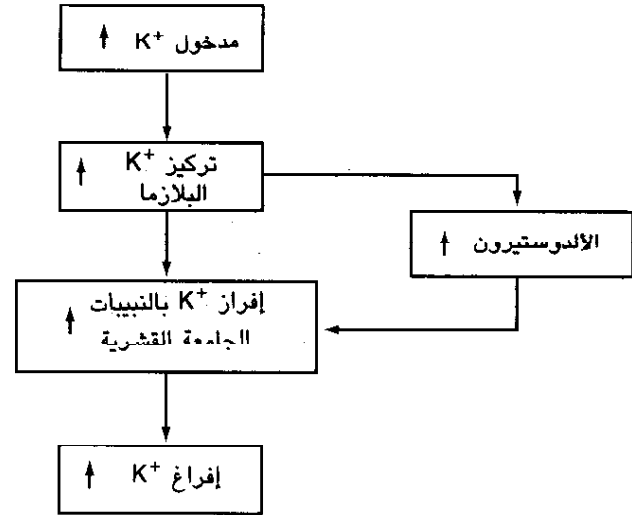 مدخول K⁺ ↑
تركيز K⁺ ↑
البلازما
الألدوستيرون ↑
إفراز K⁺ بالنبيبات ↑
الجامعة القشرية
إفراغ K⁺ ↑